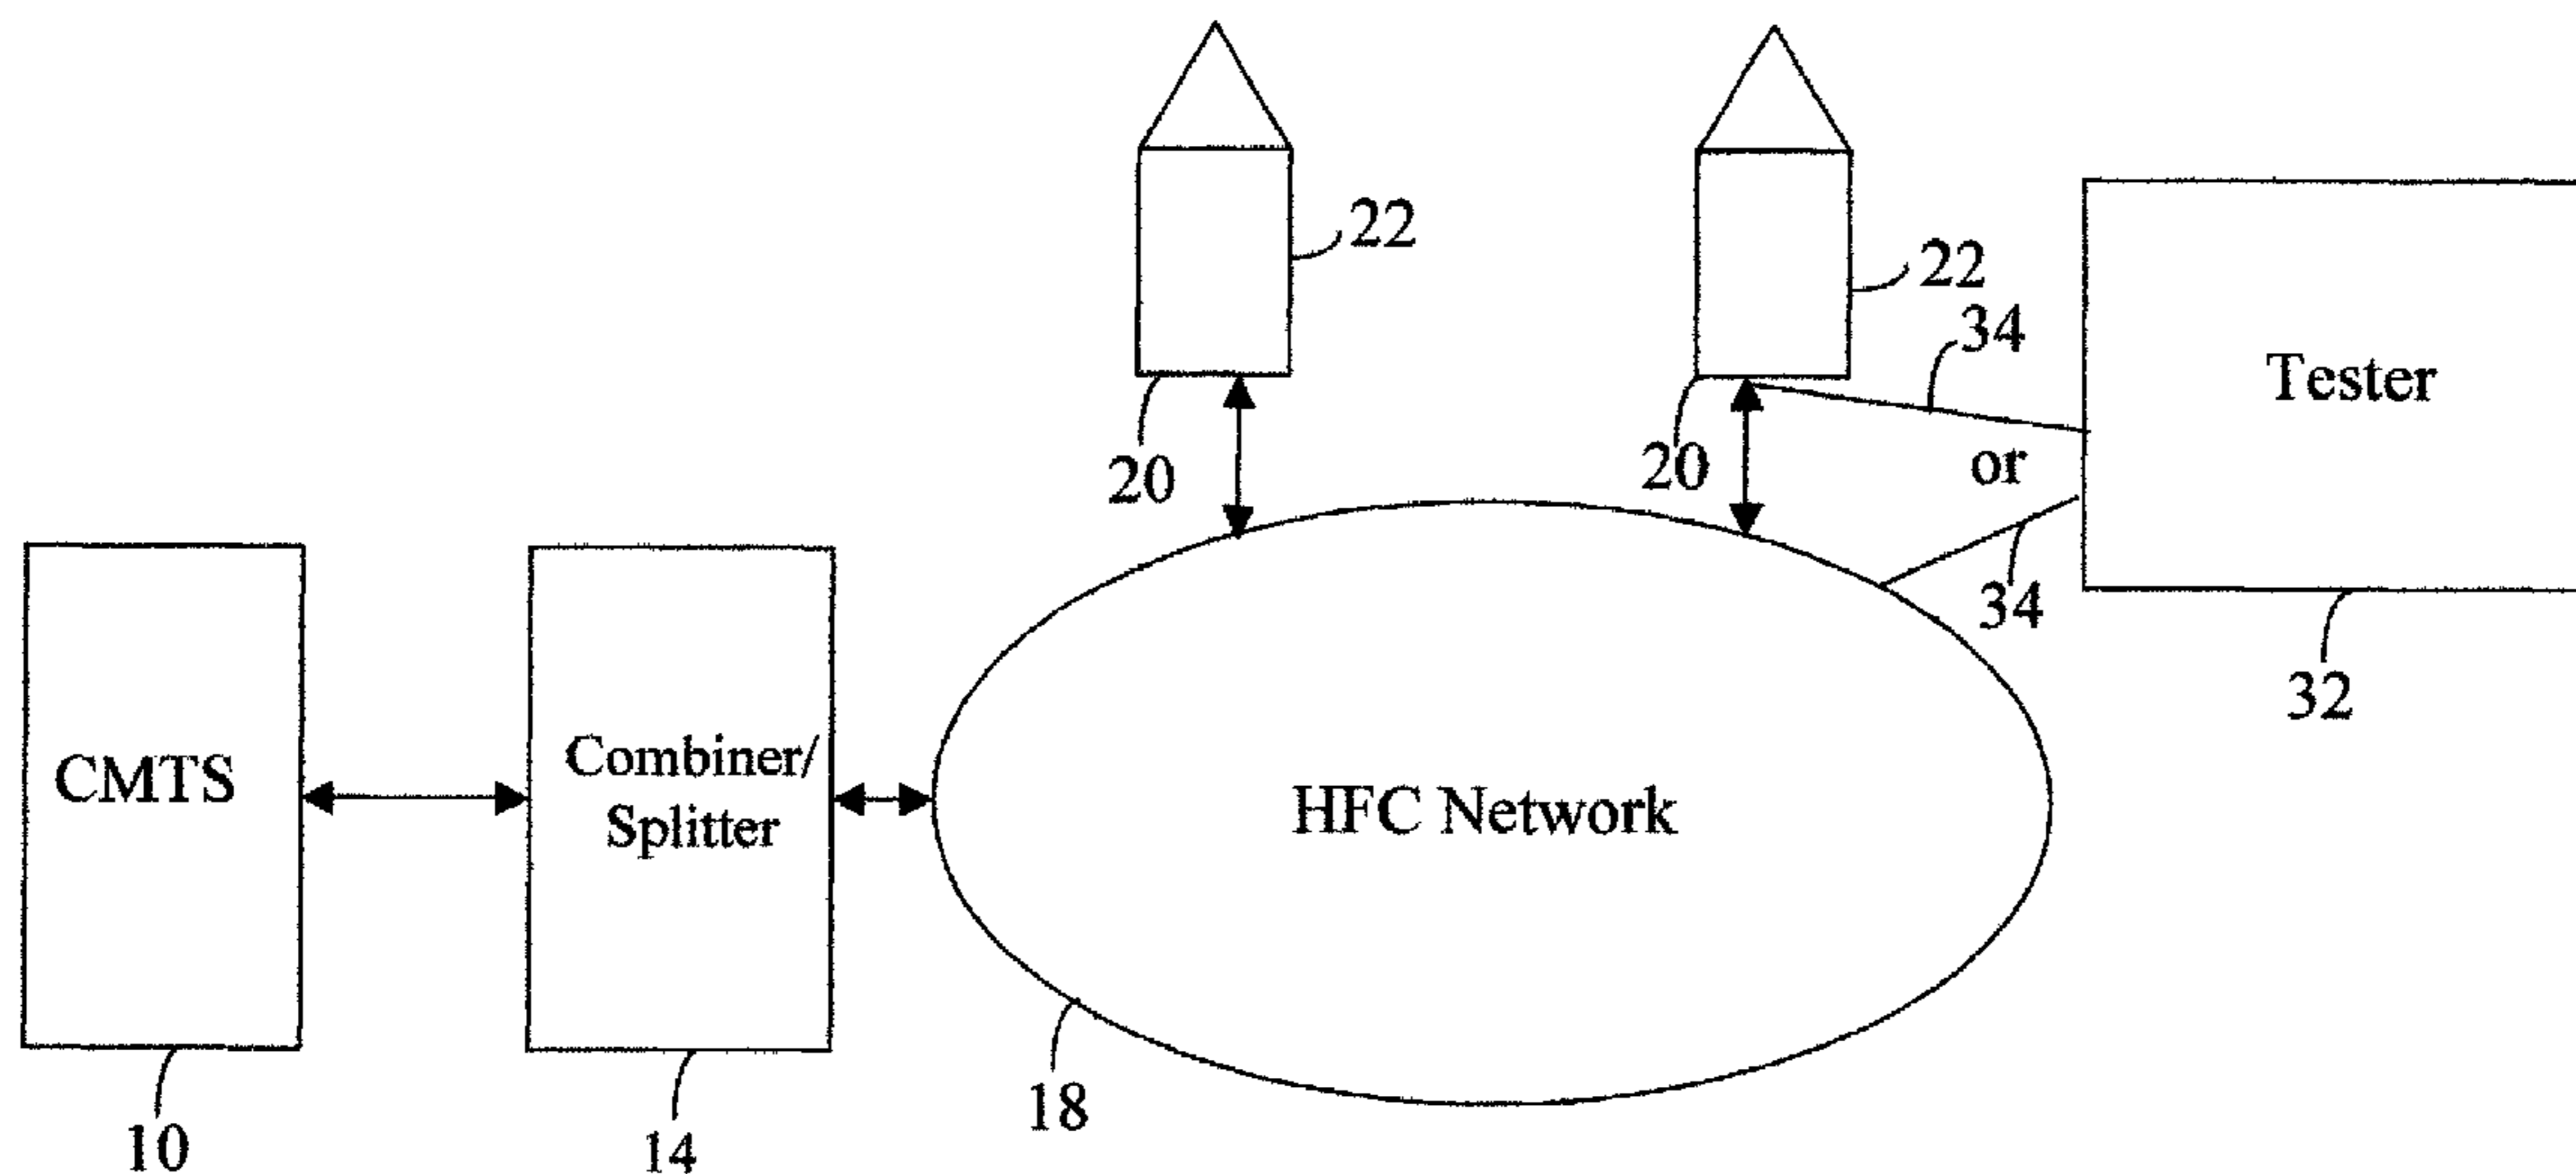 22
22
34
Tester
20
20
or
34
32
CMTS
Combiner/
Splitter
HFC Network
18
10
14